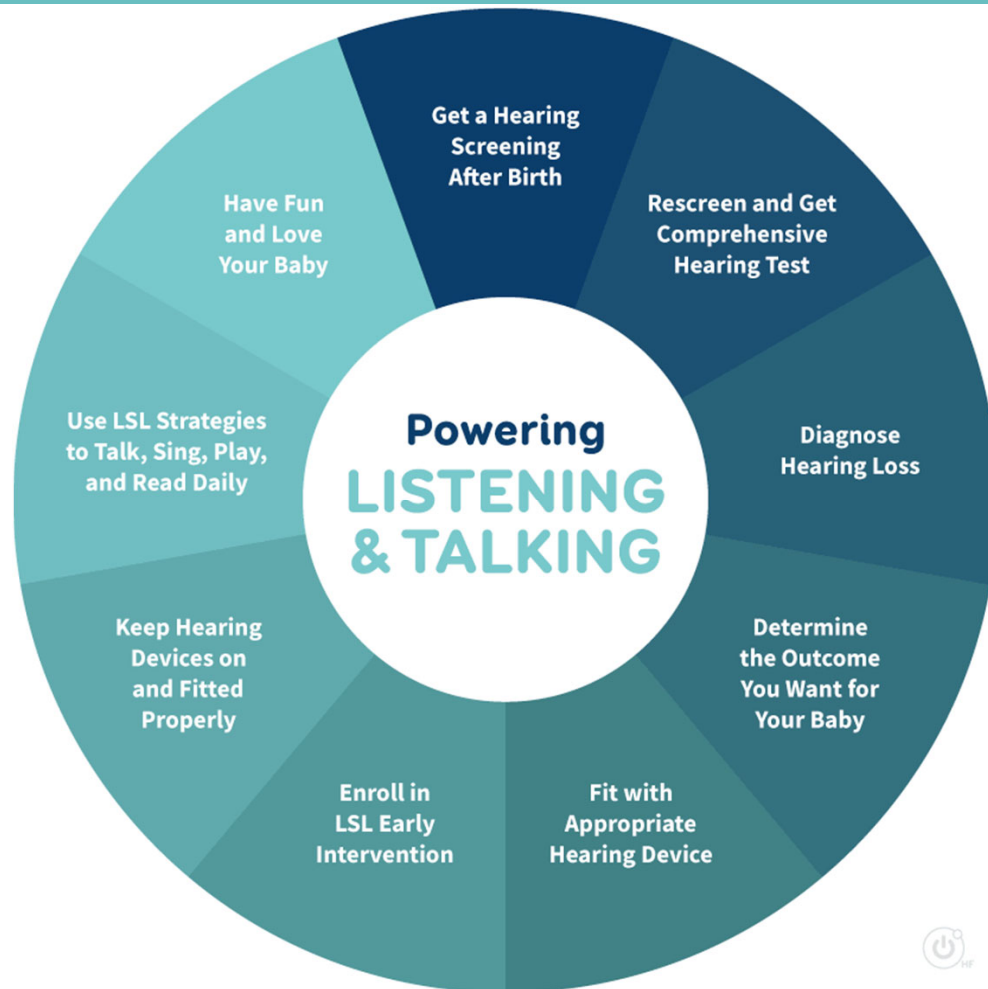 Get a Hearing
Screening
After Birth
Rescreen and Get
Comprehensive
Hearing Test
Diagnose
Hearing Loss
Determine
the Outcome
You Want for
Your Baby
Fit with
Appropriate
Hearing Device
Enroll in
LSL Early
Intervention
Keep Hearing
Devices on
and Fitted
Properly
Use LSL Strategies
to Talk, Sing, Play,
and Read Daily
Have Fun
and Love
Your Baby
Powering
LISTENING
& TALKING
HF